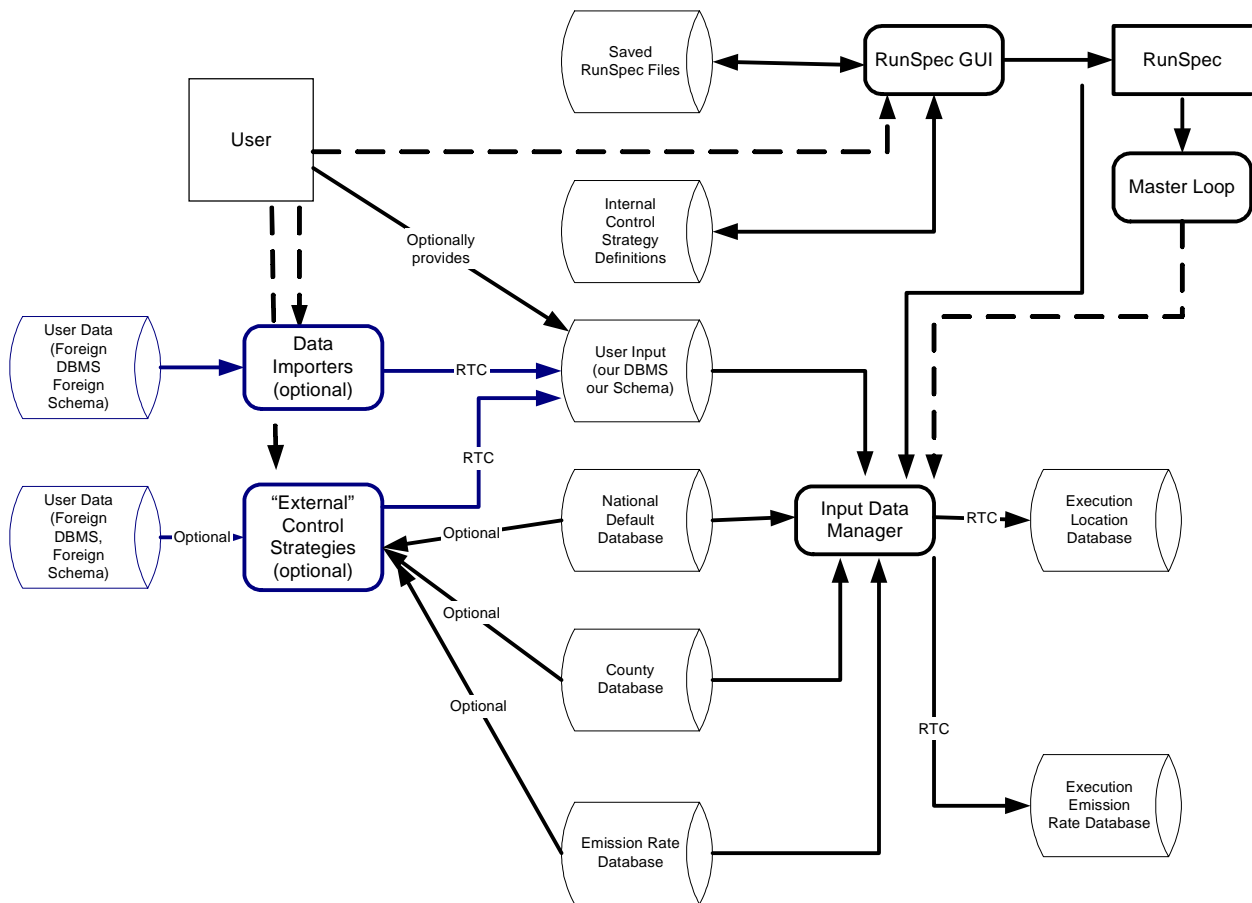 Saved
RunSpec Files
RunSpec GUI
RunSpec
User
Master Loop
Internal
Control
Strategy
Definitions
Optionally
provides
User Data
(Foreign
DBMS
Foreign
Schema)
Data
Importers
(optional)
RTC
User Input
(our DBMS
our Schema)
RTC
User Data
(Foreign
DBMS,
Foreign
Schema)
Optional
“External”
Control
Strategies
(optional)
Optional
National
Default
Database
Input Data
Manager
RTC
Execution
Location
Database
Optional
County
Database
Optional
RTC
Emission Rate
Database
Execution
Emission
Rate Database